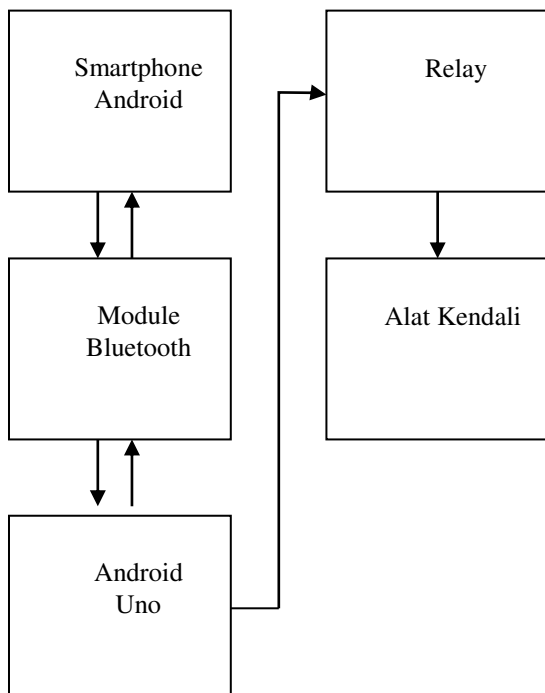 Smartphone
Android
Module
Bluetooth
Android
Uno
Relay
Alat Kendali